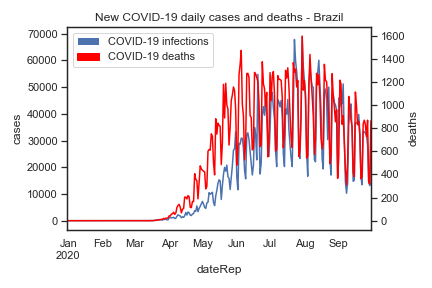 New COVID-19 daily cases and deaths - Brazil
COVID-19 infections
COVID-19 deaths
cases
70000
60000
50000
40000
30000
20000
10000
0
deaths
1600
1400
1200
1000
800
600
400
200
0
Jan Feb Mar Apr May Jun Jul Aug Sep
2020
dateRep